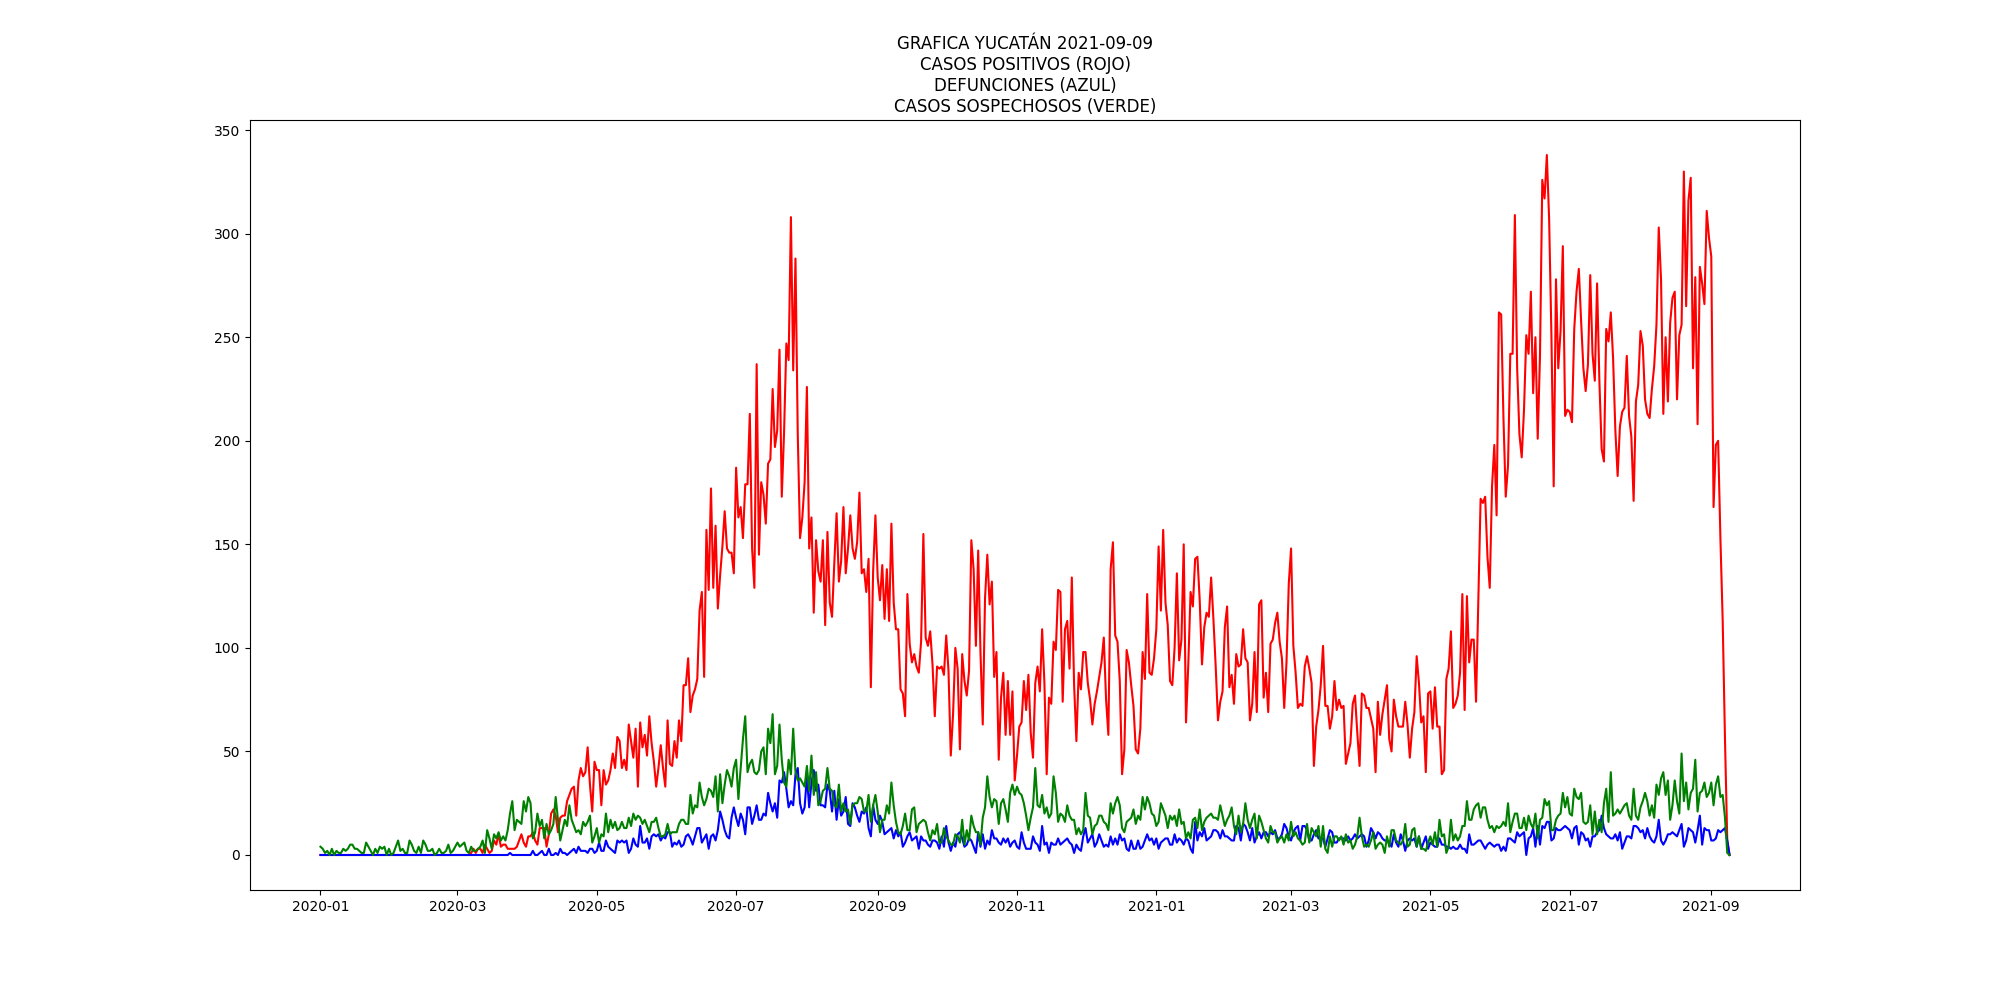 GRAFICA YUCATÁN 2021-09-09
CASOS POSITIVOS (ROJO)
DEFUNCIONES (AZUL)
CASOS SOSPECHOSOS (VERDE)
350
300
250
200
150
100
50
0
2020-01 2020-03 2020-05 2020-07 2020-09 2020-11 2021-01 2021-03 2021-05 2021-07 2021-09